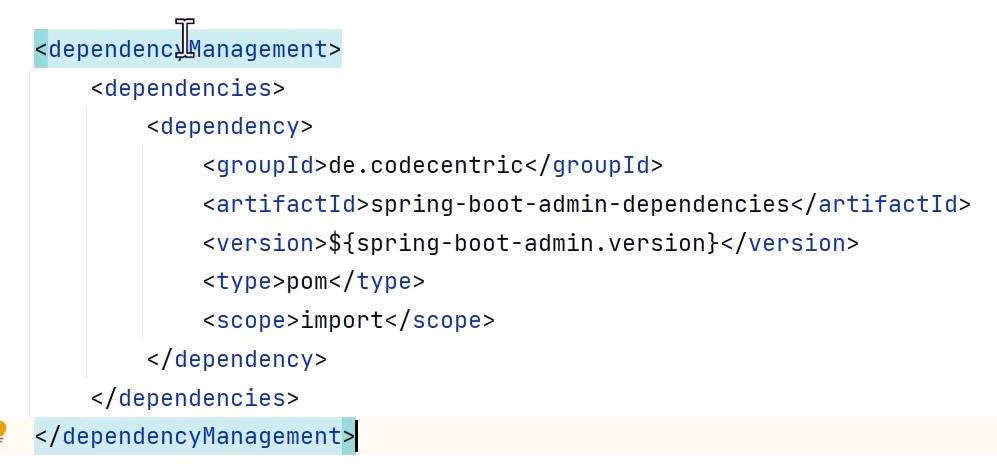 <dependencyManagement>
<dependencies>
<dependency>
<groupId>de.codecentric</groupId>
<artifactId>spring-boot-admin-dependencies</artifactId>
<version>${spring-boot-admin.version}</version>
<type>pom</type>
<scope>import</scope>
</dependency>
</dependencies>
</dependencyManagement>